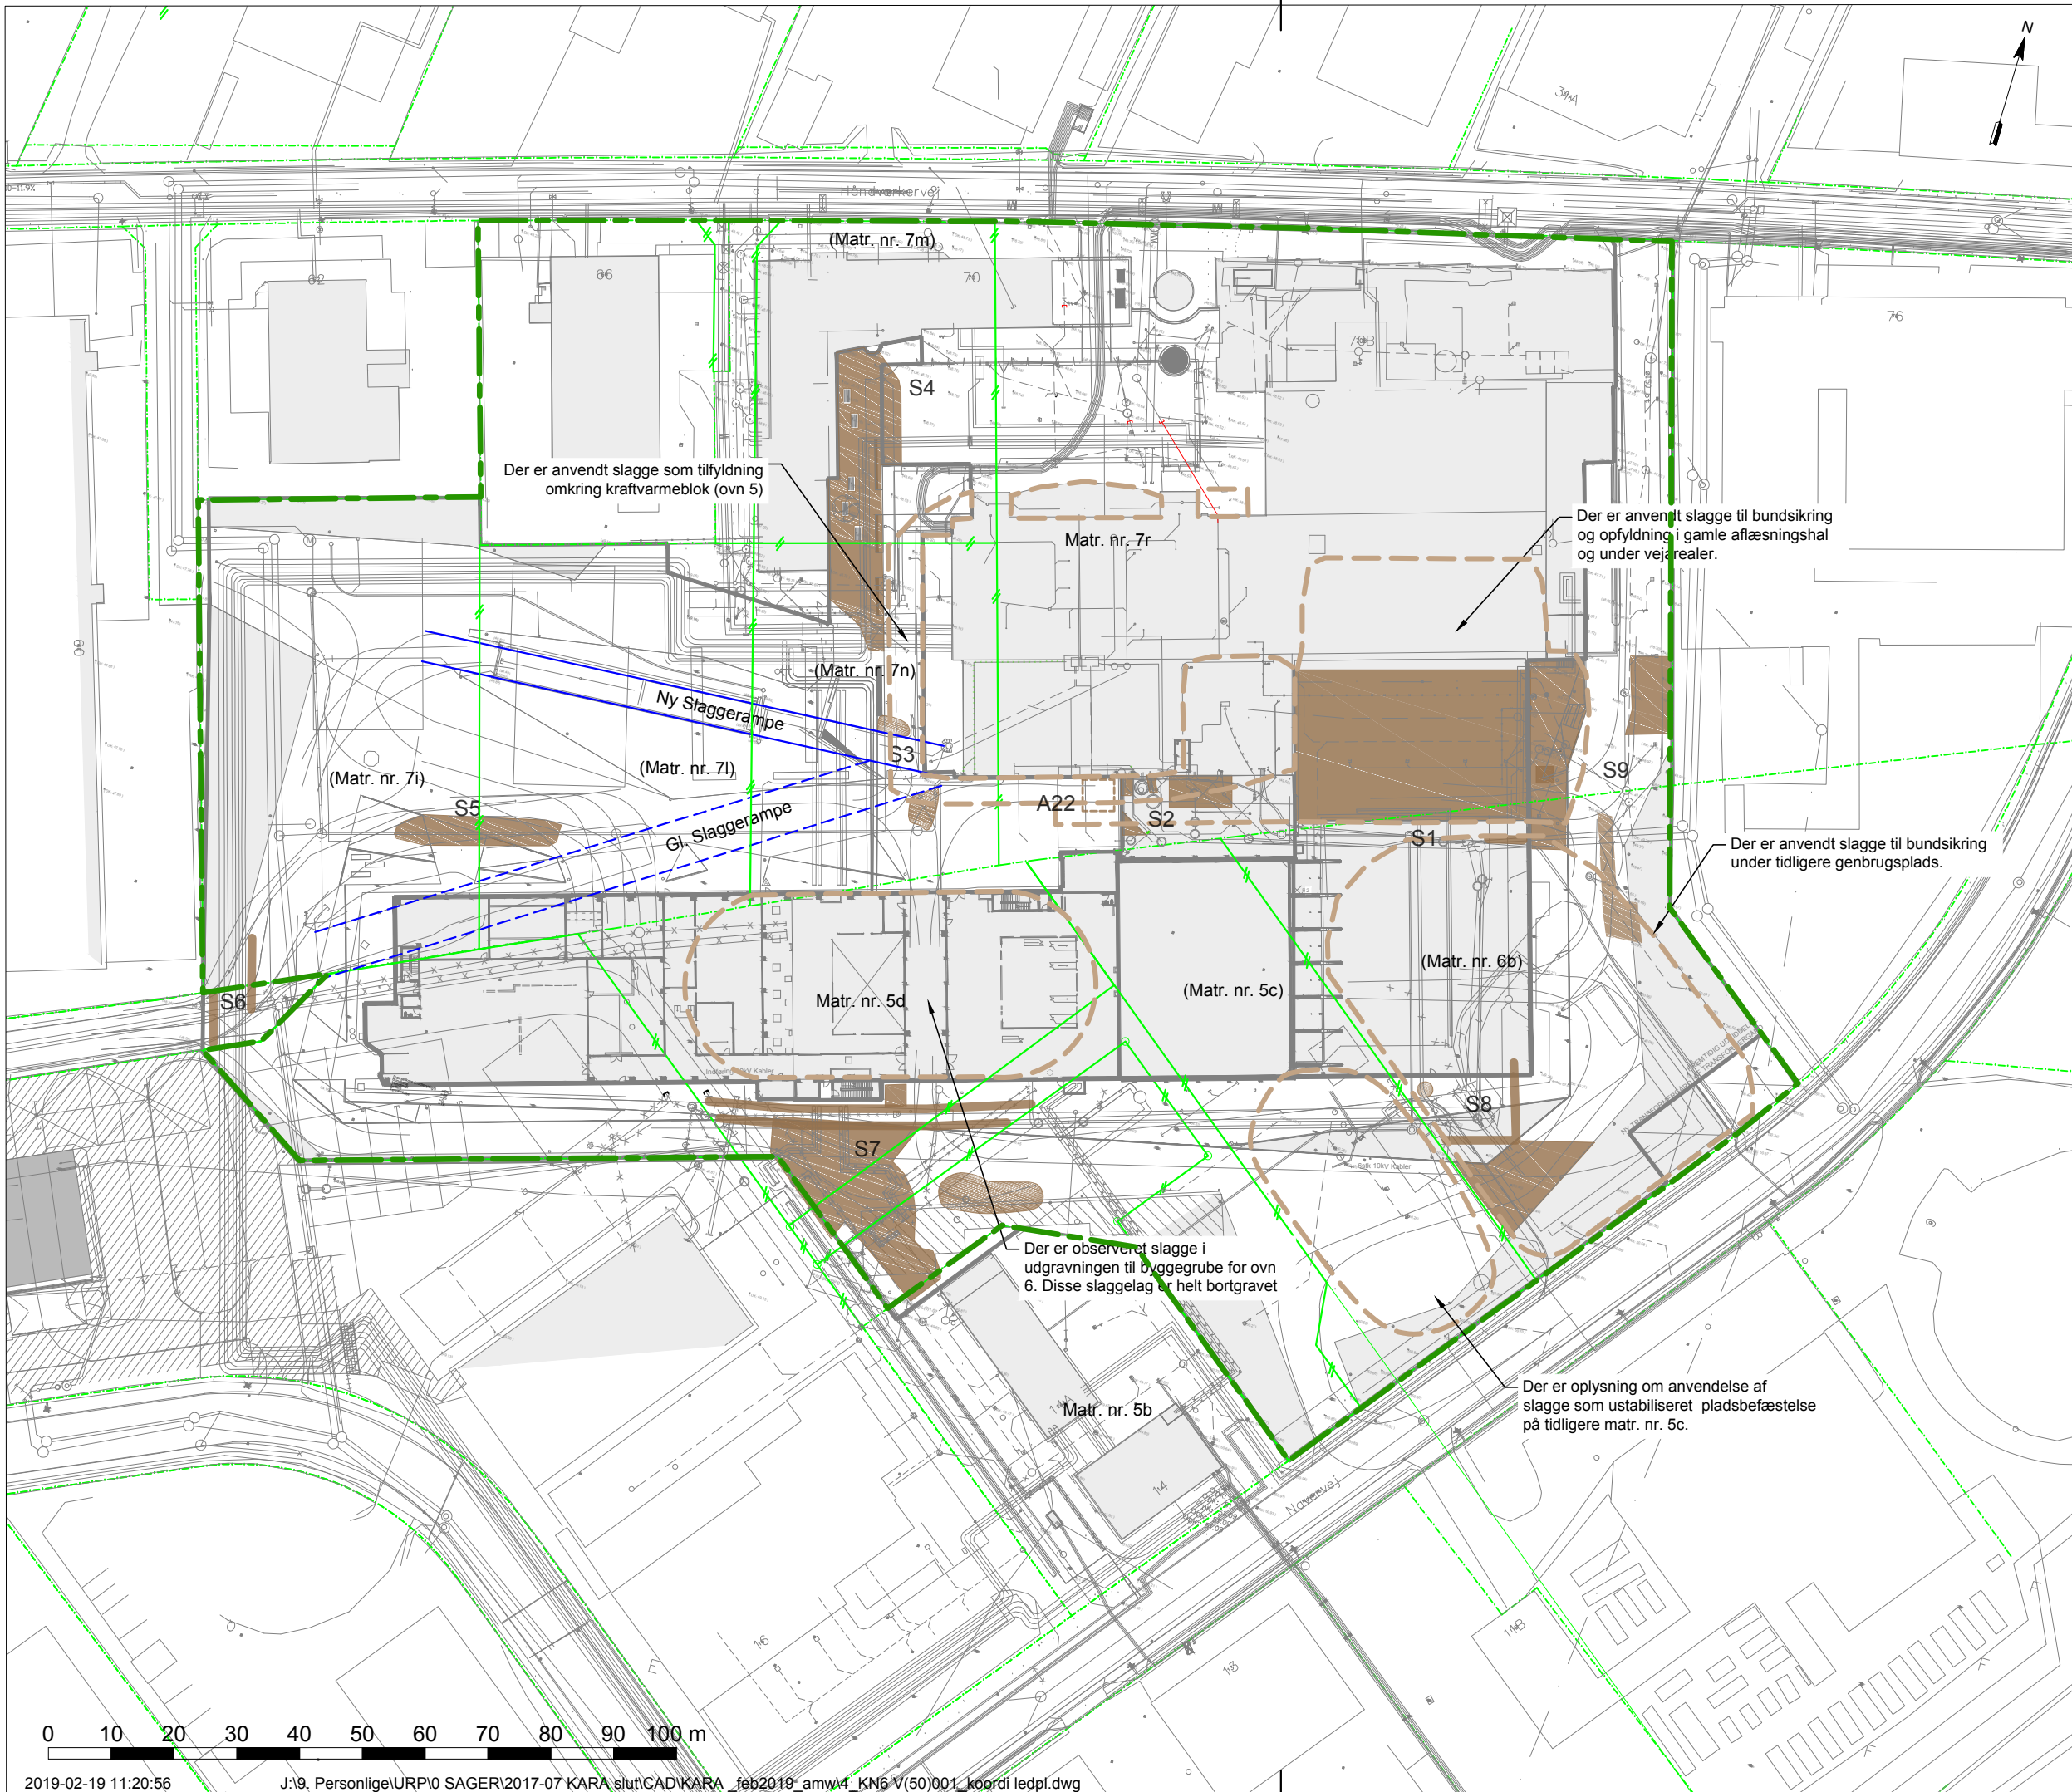 N
34A
Håndværkervej
(Matr. nr. 7m)
62
66
70
70B
76
S4
Der er anvendt slagge som tilfyldning
omkring kraftvarmeblok (ovn 5)
Matr. nr. 7r
Der er anvendt slagge til bundsikring
og opfyldning i gamle aflæsningshal
og under vejarealer.
(Matr. nr. 7n)
Ny Slaggerampe
S3
(Matr. nr. 7l)
(Matr. nr. 7i)
S9
S5
A22
S2
S1
Gl. Slaggerampe
Der er anvendt slagge til bundsikring
under tidligere genbrugsplads.
(Matr. nr. 6b)
(Matr. nr. 5c)
Matr. nr. 5d
S6
S8
S7
Der er observeret slagge i
udgravningen til byggegrube for ovn
6. Disse slaggelag er helt bortgravet
Der er oplysning om anvendelse af
slagge som ustabiliseret pladsbefæstelse
på tidligere matr. nr. 5c.
Matr. nr. 5b
14A
14
Navervej
16
13
11B
0 10 20 30 40 50 60 70 80 90 100 m
2019-02-19 11:20:56 J:\9. Personlige\URP\0 SAGER\2017-07 KARA slut\CAD\KARA _feb2019_amw\4_KN6 V(50)001_koordi ledpl.dwg